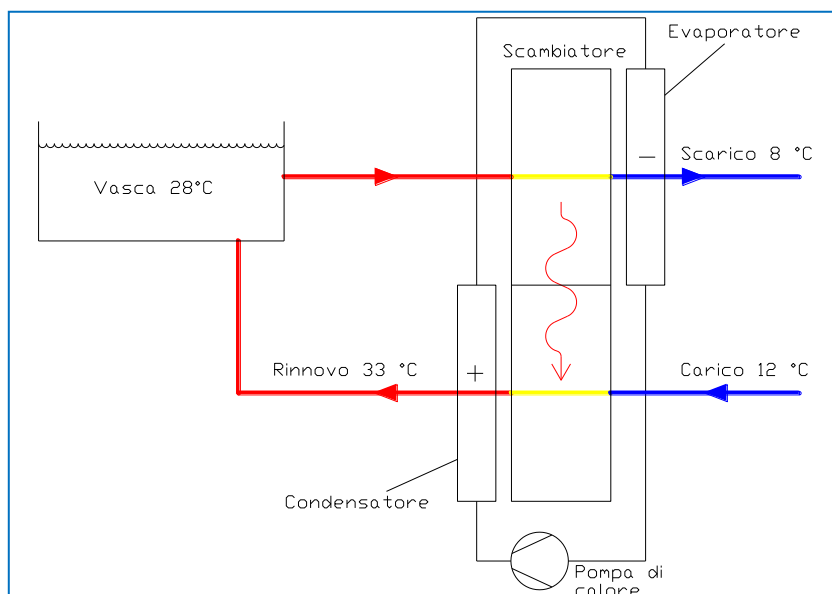 Evaporatore
Scambiatore
-
Scarico 8 °C
Vasca 28°C
Rinnovo 33 °C
+
Carico 12 °C
Condensatore
Pompa di
calore